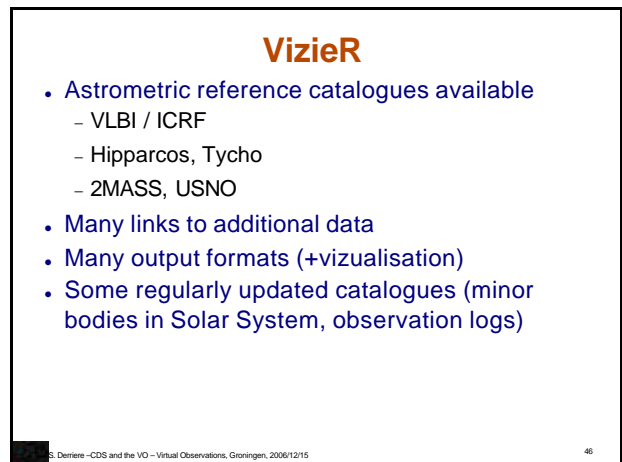 VizieR
• Astrometric reference catalogues available
– VLBI / ICRF
– Hipparcos, Tycho
– 2MASS, USNO
• Many links to additional data
• Many output formats (+vizualisation)
• Some regularly updated catalogues (minor
bodies in Solar System, observation logs)
S. Derriere –CDS and the VO – Virtual Observations, Groningen, 2006/12/15
46